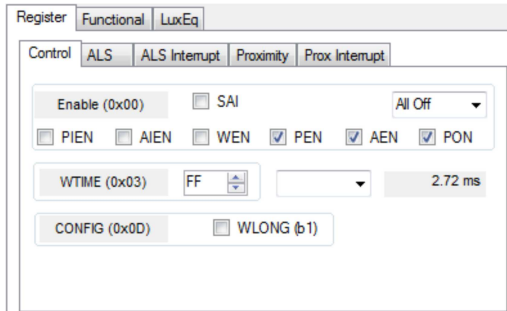 Register Functional LuxEq
Control ALS ALS Interrupt Proximity Prox Interrupt
Enable (0x00) SAI All Off
PIEN AIEN WEN PEN AEN PON
WTIME (0x03) FF 2.72 ms
CONFIG (0x0D) WLONG (b1)